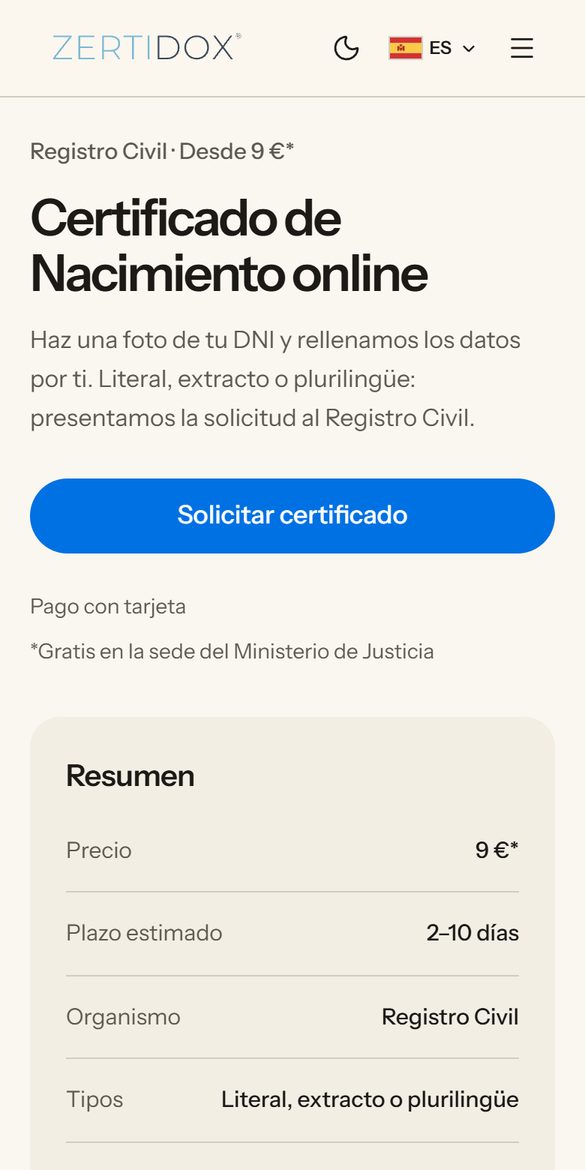 ZERTIDOX®
ES
Registro Civil · Desde 9 €*
Certificado de
Nacimiento online
Haz una foto de tu DNI y rellenamos los datos
por ti. Literal, extracto o plurilingüe:
presentamos la solicitud al Registro Civil.
Solicitar certificado
Pago con tarjeta
*Gratis en la sede del Ministerio de Justicia
Resumen
Precio 9 €*
Plazo estimado 2–10 días
Organismo Registro Civil
Tipos Literal, extracto o plurilingüe